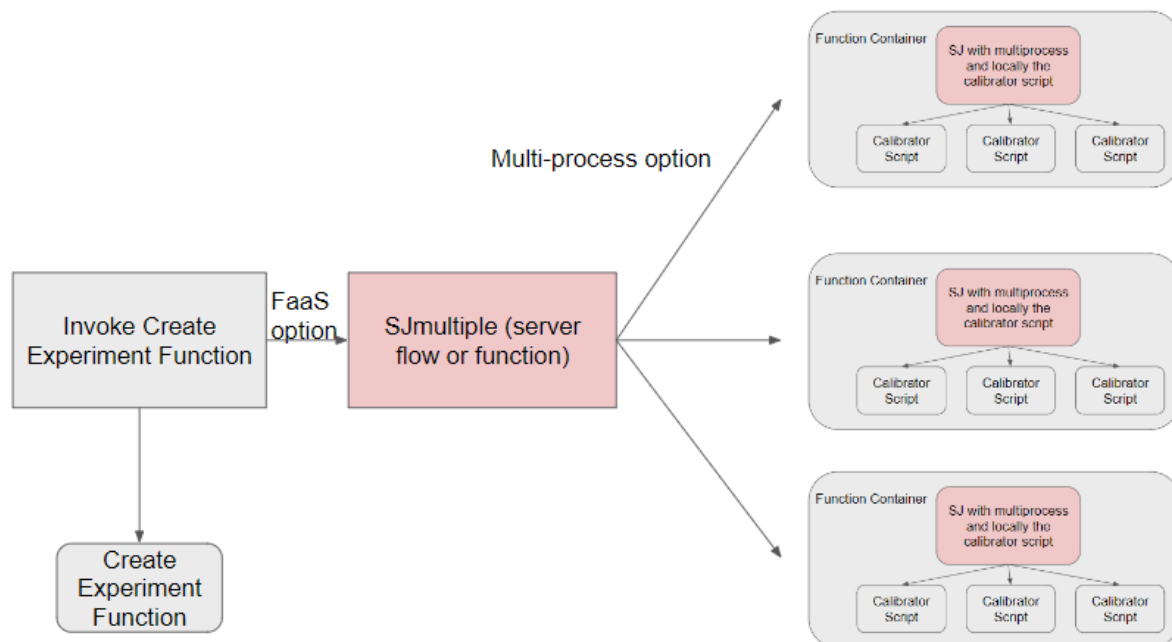 Function Container
SJ with multiprocess
and locally the
calibrator script
Calibrator
Script
Calibrator
Script
Calibrator
Script
Multi-process option
Invoke Create
Experiment Function
FaaS
option
SJmultiple (server
flow or function)
Function Container
SJ with multiprocess
and locally the
calibrator script
Calibrator
Script
Calibrator
Script
Calibrator
Script
Create
Experiment
Function
Function Container
SJ with multiprocess
and locally the
calibrator script
Calibrator
Script
Calibrator
Script
Calibrator
Script